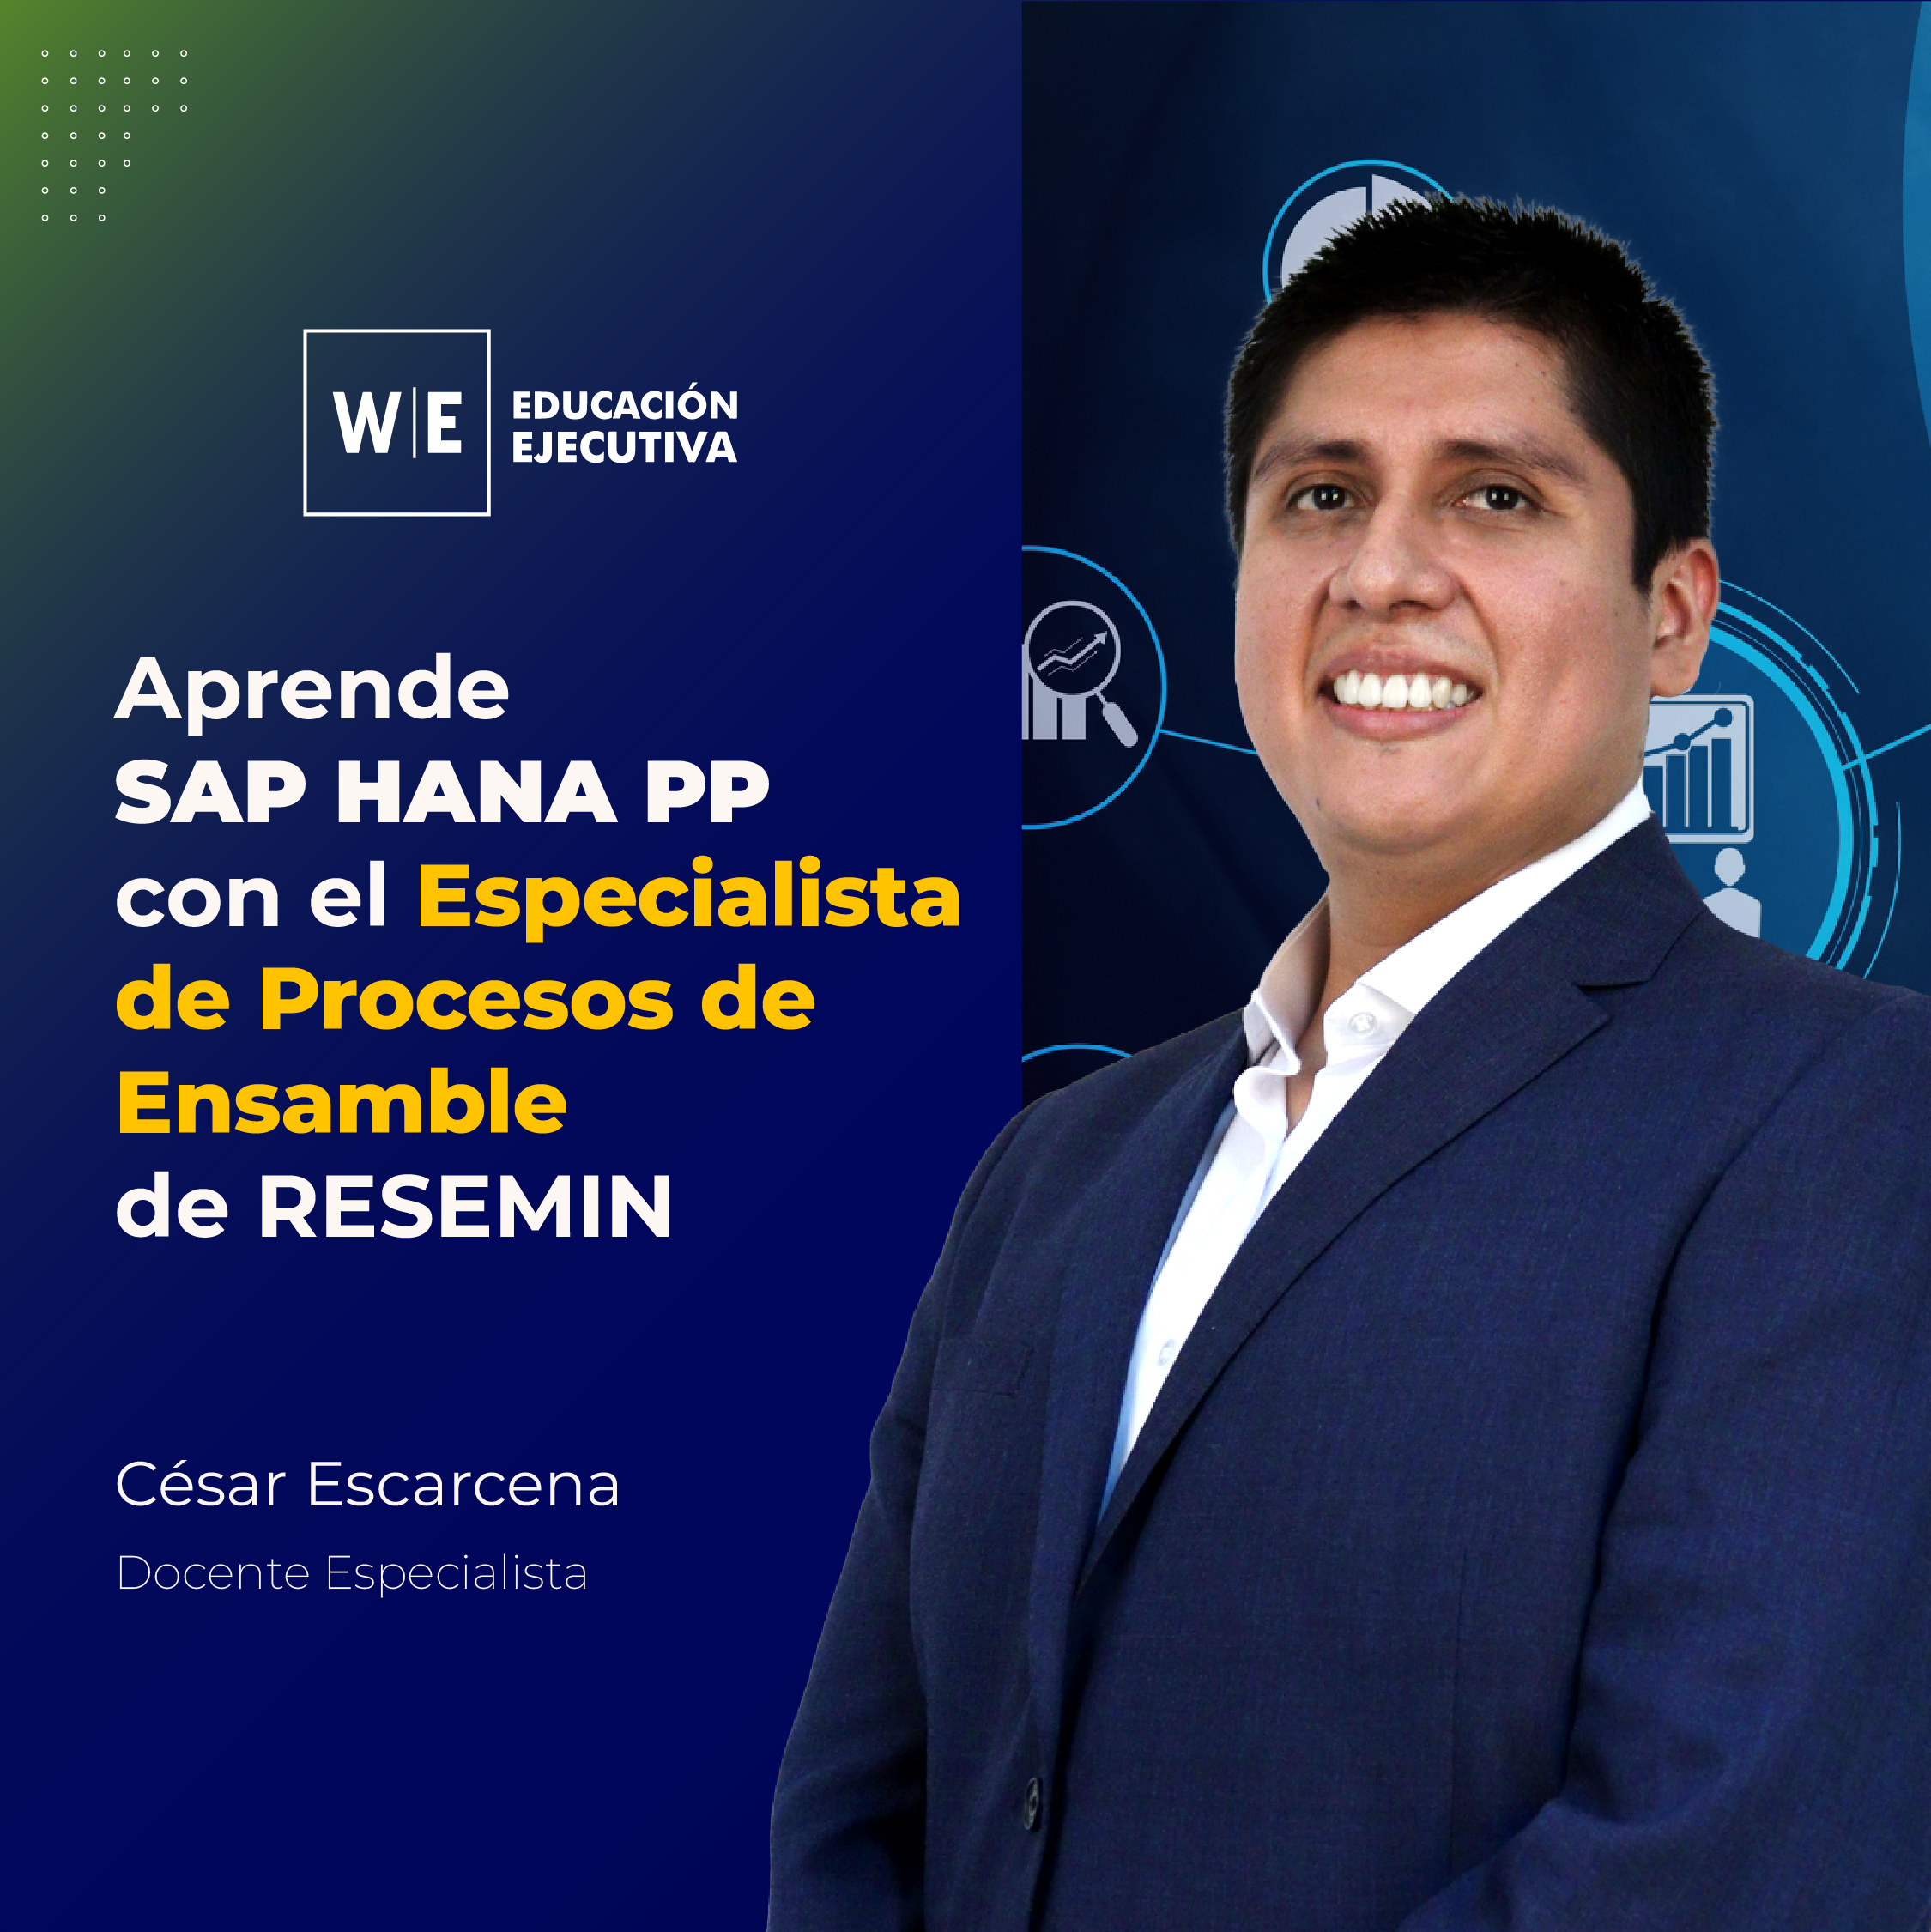 W|E
EDUCACIÓN
EJECUTIVA
Aprende
SAP HANA PP
con el Especialista
de Procesos de
Ensamble
de RESEMIN
César Escarcena
Docente Especialista